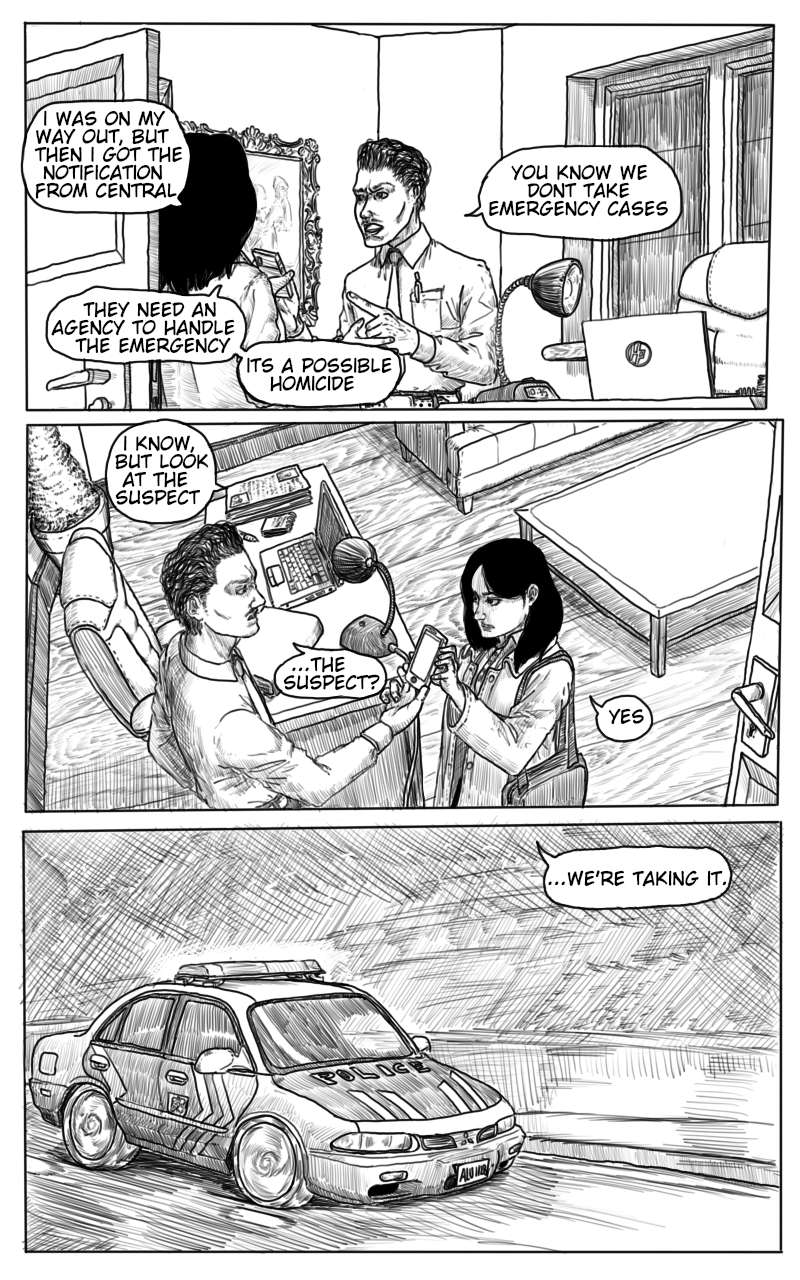 I WAS ON MY
WAY OUT, BUT
THEN I GOT THE
NOTIFICATION
FROM CENTRAL
YOU KNOW WE
DONT TAKE
EMERGENCY CASES
THEY NEED AN
AGENCY TO HANDLE
THE EMERGENCY
ITS A POSSIBLE
HOMICIDE
hp
I KNOW,
BUT LOOK
AT THE
SUSPECT
...THE
SUSPECT?
YES
...WE'RE TAKING IT.
POLICE